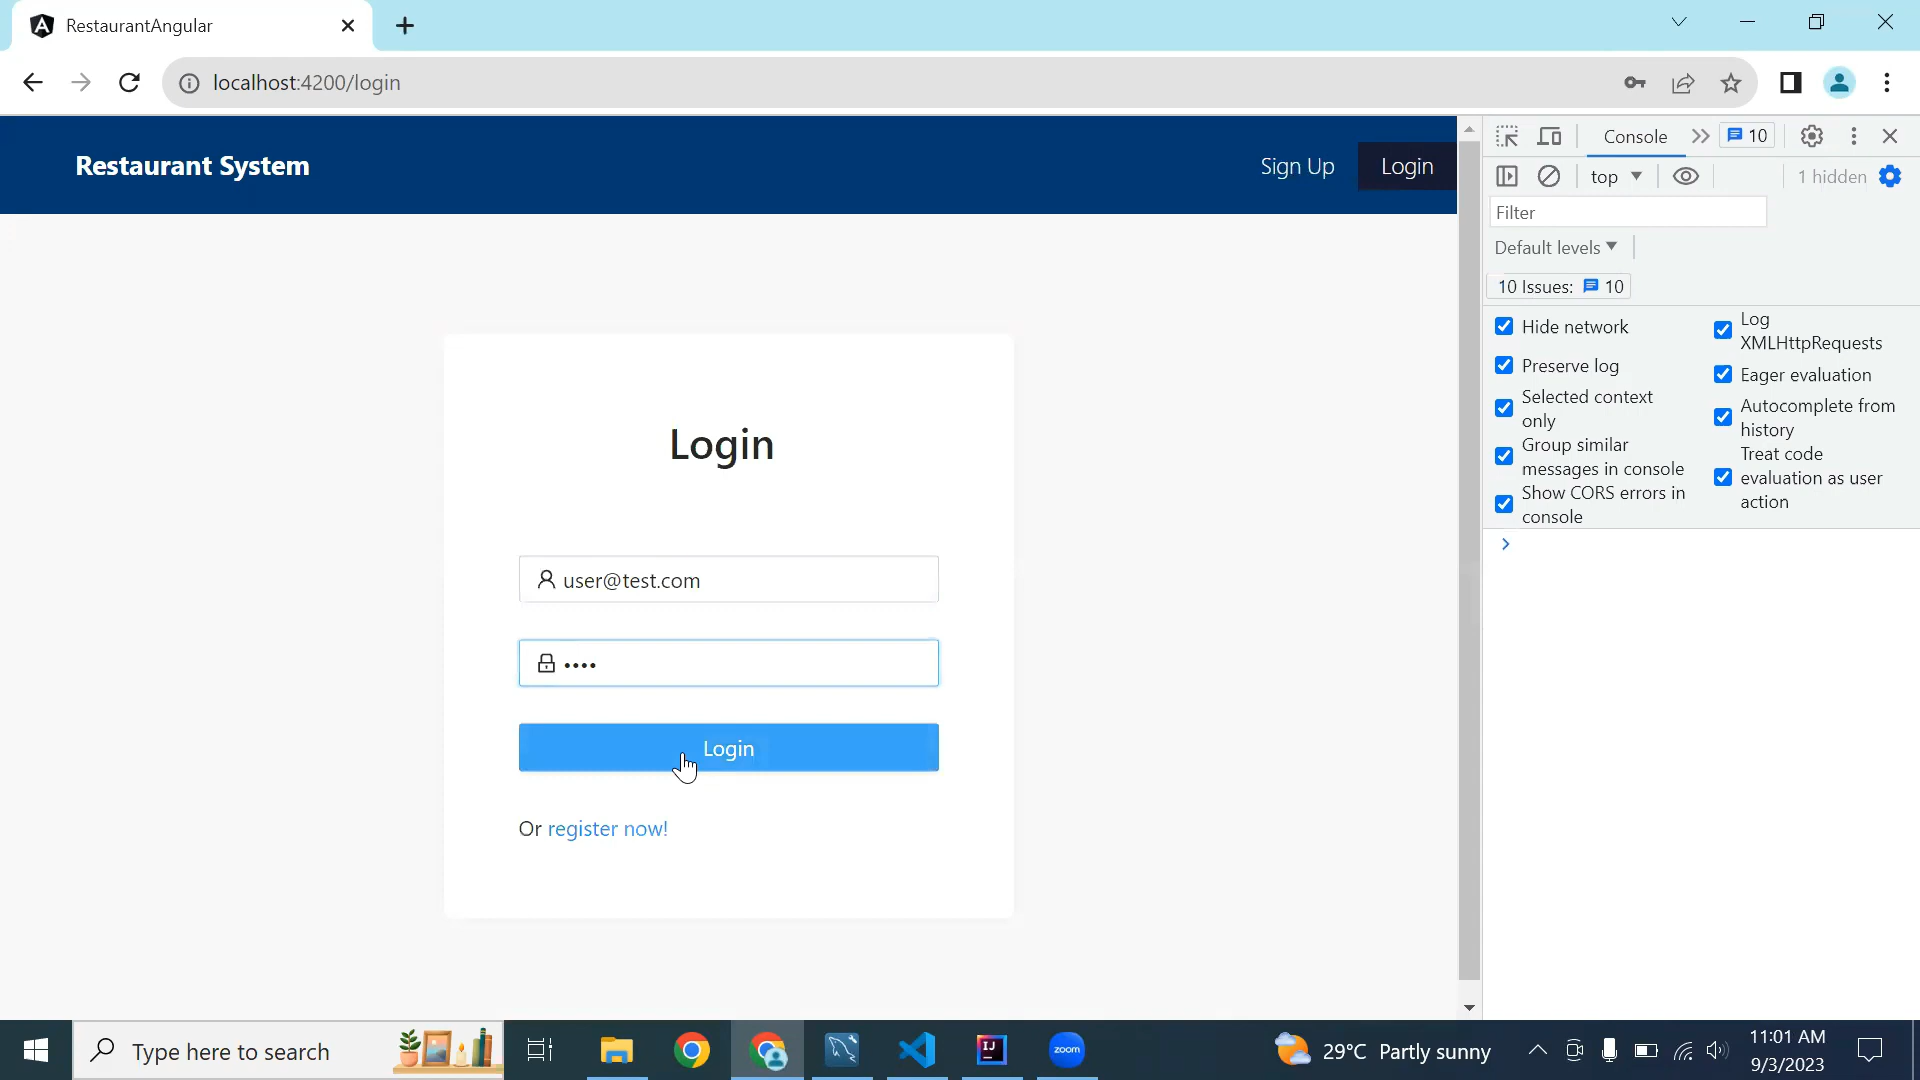 RestaurantAngular
localhost:4200/login
Restaurant System
Sign Up
Login
Console
10
top
1 hidden
Filter
Default levels
10 Issues: 10
Hide network
Log
XMLHttpRequests
Preserve log
Eager evaluation
Selected context
only
Autocomplete from
history
Group similar
messages in console
Treat code
evaluation as user
action
Show CORS errors in
console
Login
user@test.com
••••
Login
Or register now!
Type here to search
IJ
zoom
29°C Partly sunny
11:01 AM
9/3/2023